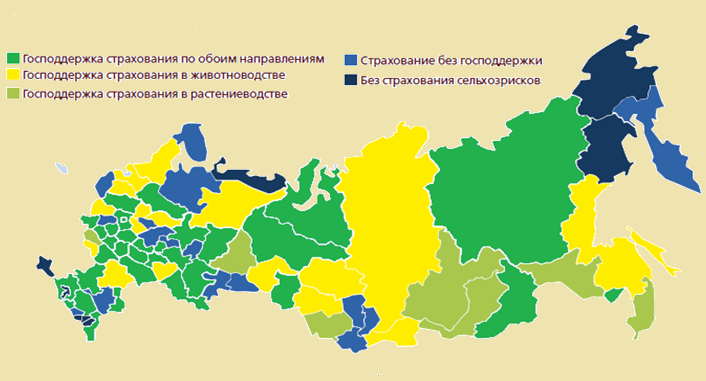 Господдержка страхования по обоим направлениям
Господдержка страхования в животноводстве
Господдержка страхования в растениеводстве
Страхование без господдержки
Без страхования сельхозрисков